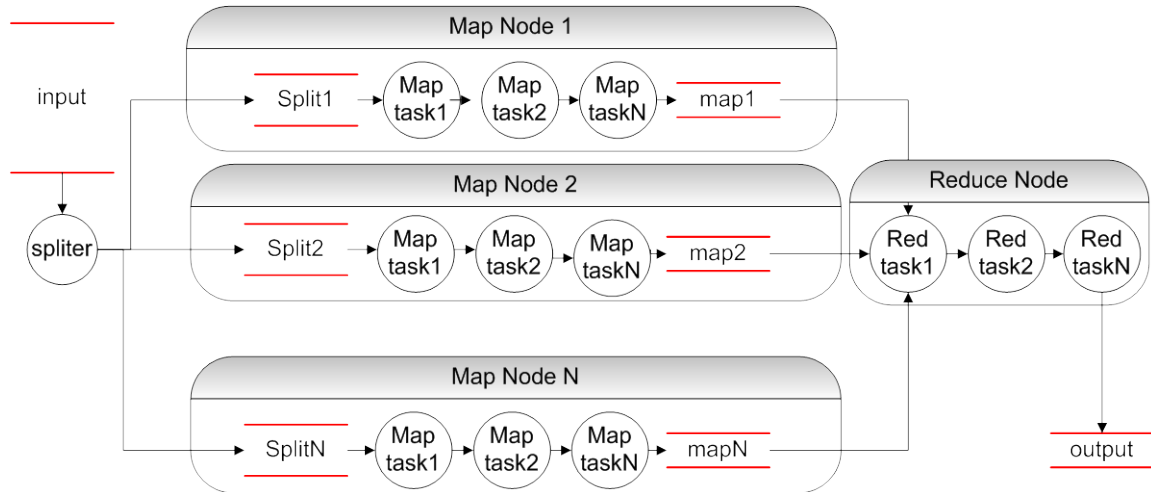 input
spliter
Map Node 1
Split1
Map
task1
Map
task2
Map
taskN
map1
Map Node 2
Split2
Map
task1
Map
task2
Map
taskN
map2
Map Node N
SplitN
Map
task1
Map
task2
Map
taskN
mapN
Reduce Node
Red
task1
Red
task2
Red
taskN
output